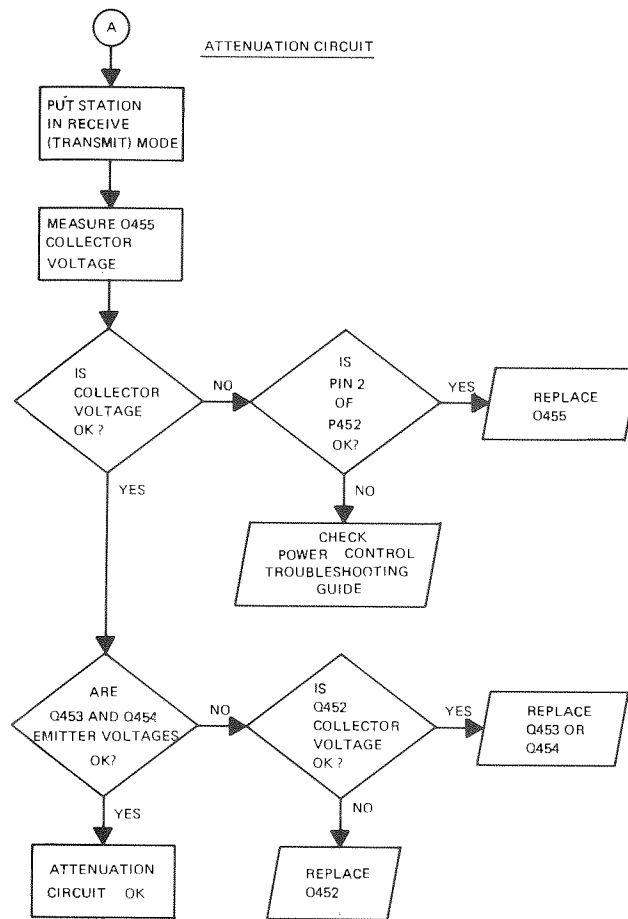 A
ATTENUATION CIRCUIT
PUT STATION
IN RECEIVE
(TRANSMIT) MODE
MEASURE Q455
COLLECTOR
VOLTAGE
IS
COLLECTOR
VOLTAGE
OK?
NO
IS
PIN 2
OF
P452
OK?
YES
REPLACE
Q455
YES
NO
CHECK
POWER CONTROL
TROUBLESHOOTING
GUIDE
ARE
Q453 AND Q454
EMITTER VOLTAGES
OK?
NO
IS
Q452
COLLECTOR
VOLTAGE
OK?
YES
REPLACE
Q453 OR
Q454
YES
NO
ATTENUATION
CIRCUIT OK
REPLACE
Q452